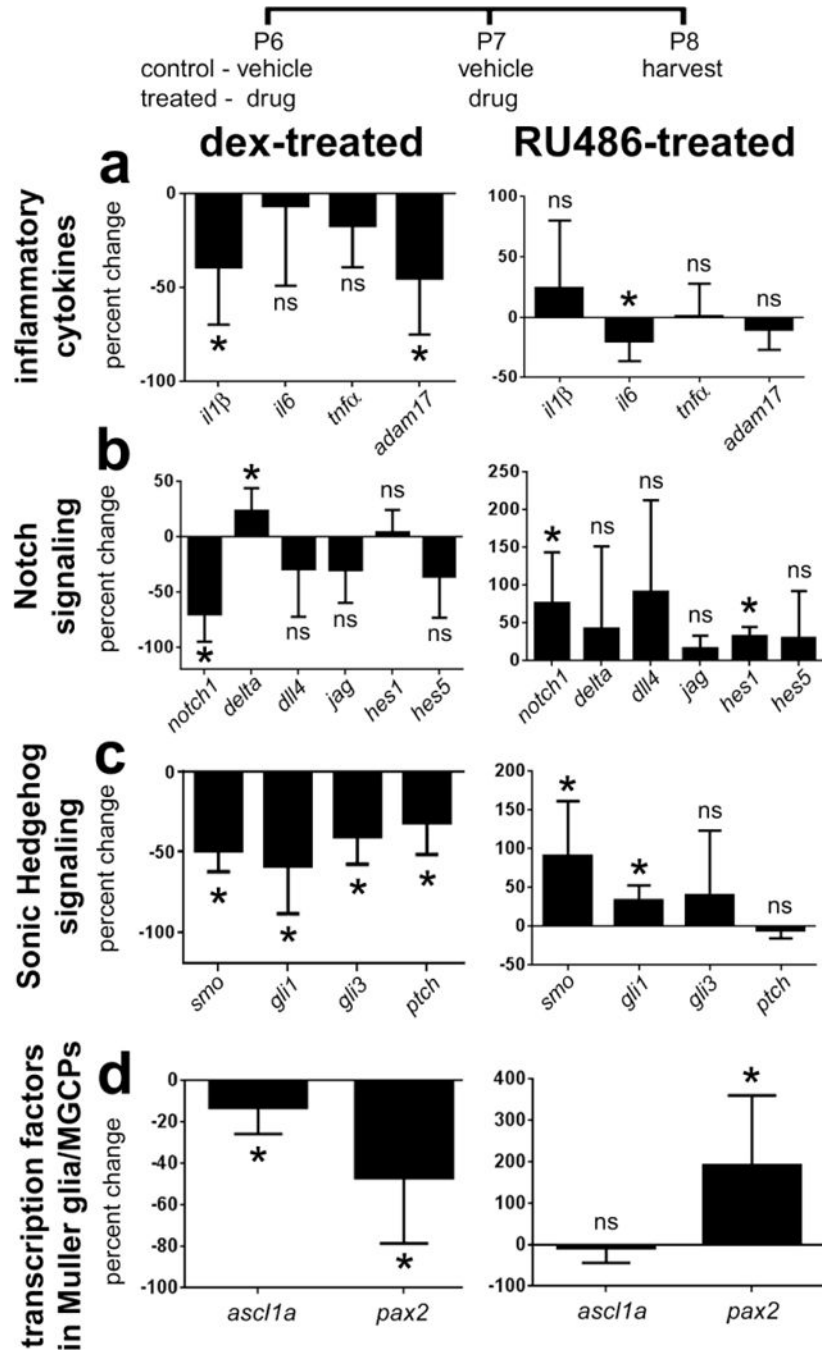 P6 P7 P8
control - vehicle vehicle harvest
treated - drug drug
dex-treated RU486-treated
a
inflammatory
cytokines
percent change
0
-50
-100
* ns ns *
il1β il6 tnfα adam17
100
50
0
-50
ns * ns ns
il1β il6 tnfα adam17
b
Notch
signaling
percent change
50
0
-50
-100
* * ns ns ns ns
notch1 delta dll4 jag hes1 hes5
250
200
150
100
50
0
* ns ns ns * ns
notch1 delta dll4 jag hes1 hes5
c
Sonic Hedgehog
signaling
percent change
0
-50
-100
* * * *
smo gli1 gli3 ptch
200
150
100
50
0
-50
* * ns ns
smo gli1 gli3 ptch
d
transcription factors
in Muller glia/MGCPs
percent change
0
-20
-40
-60
-80
-100
* *
ascl1a pax2
400
300
200
100
0
-100
ns *
ascl1a pax2